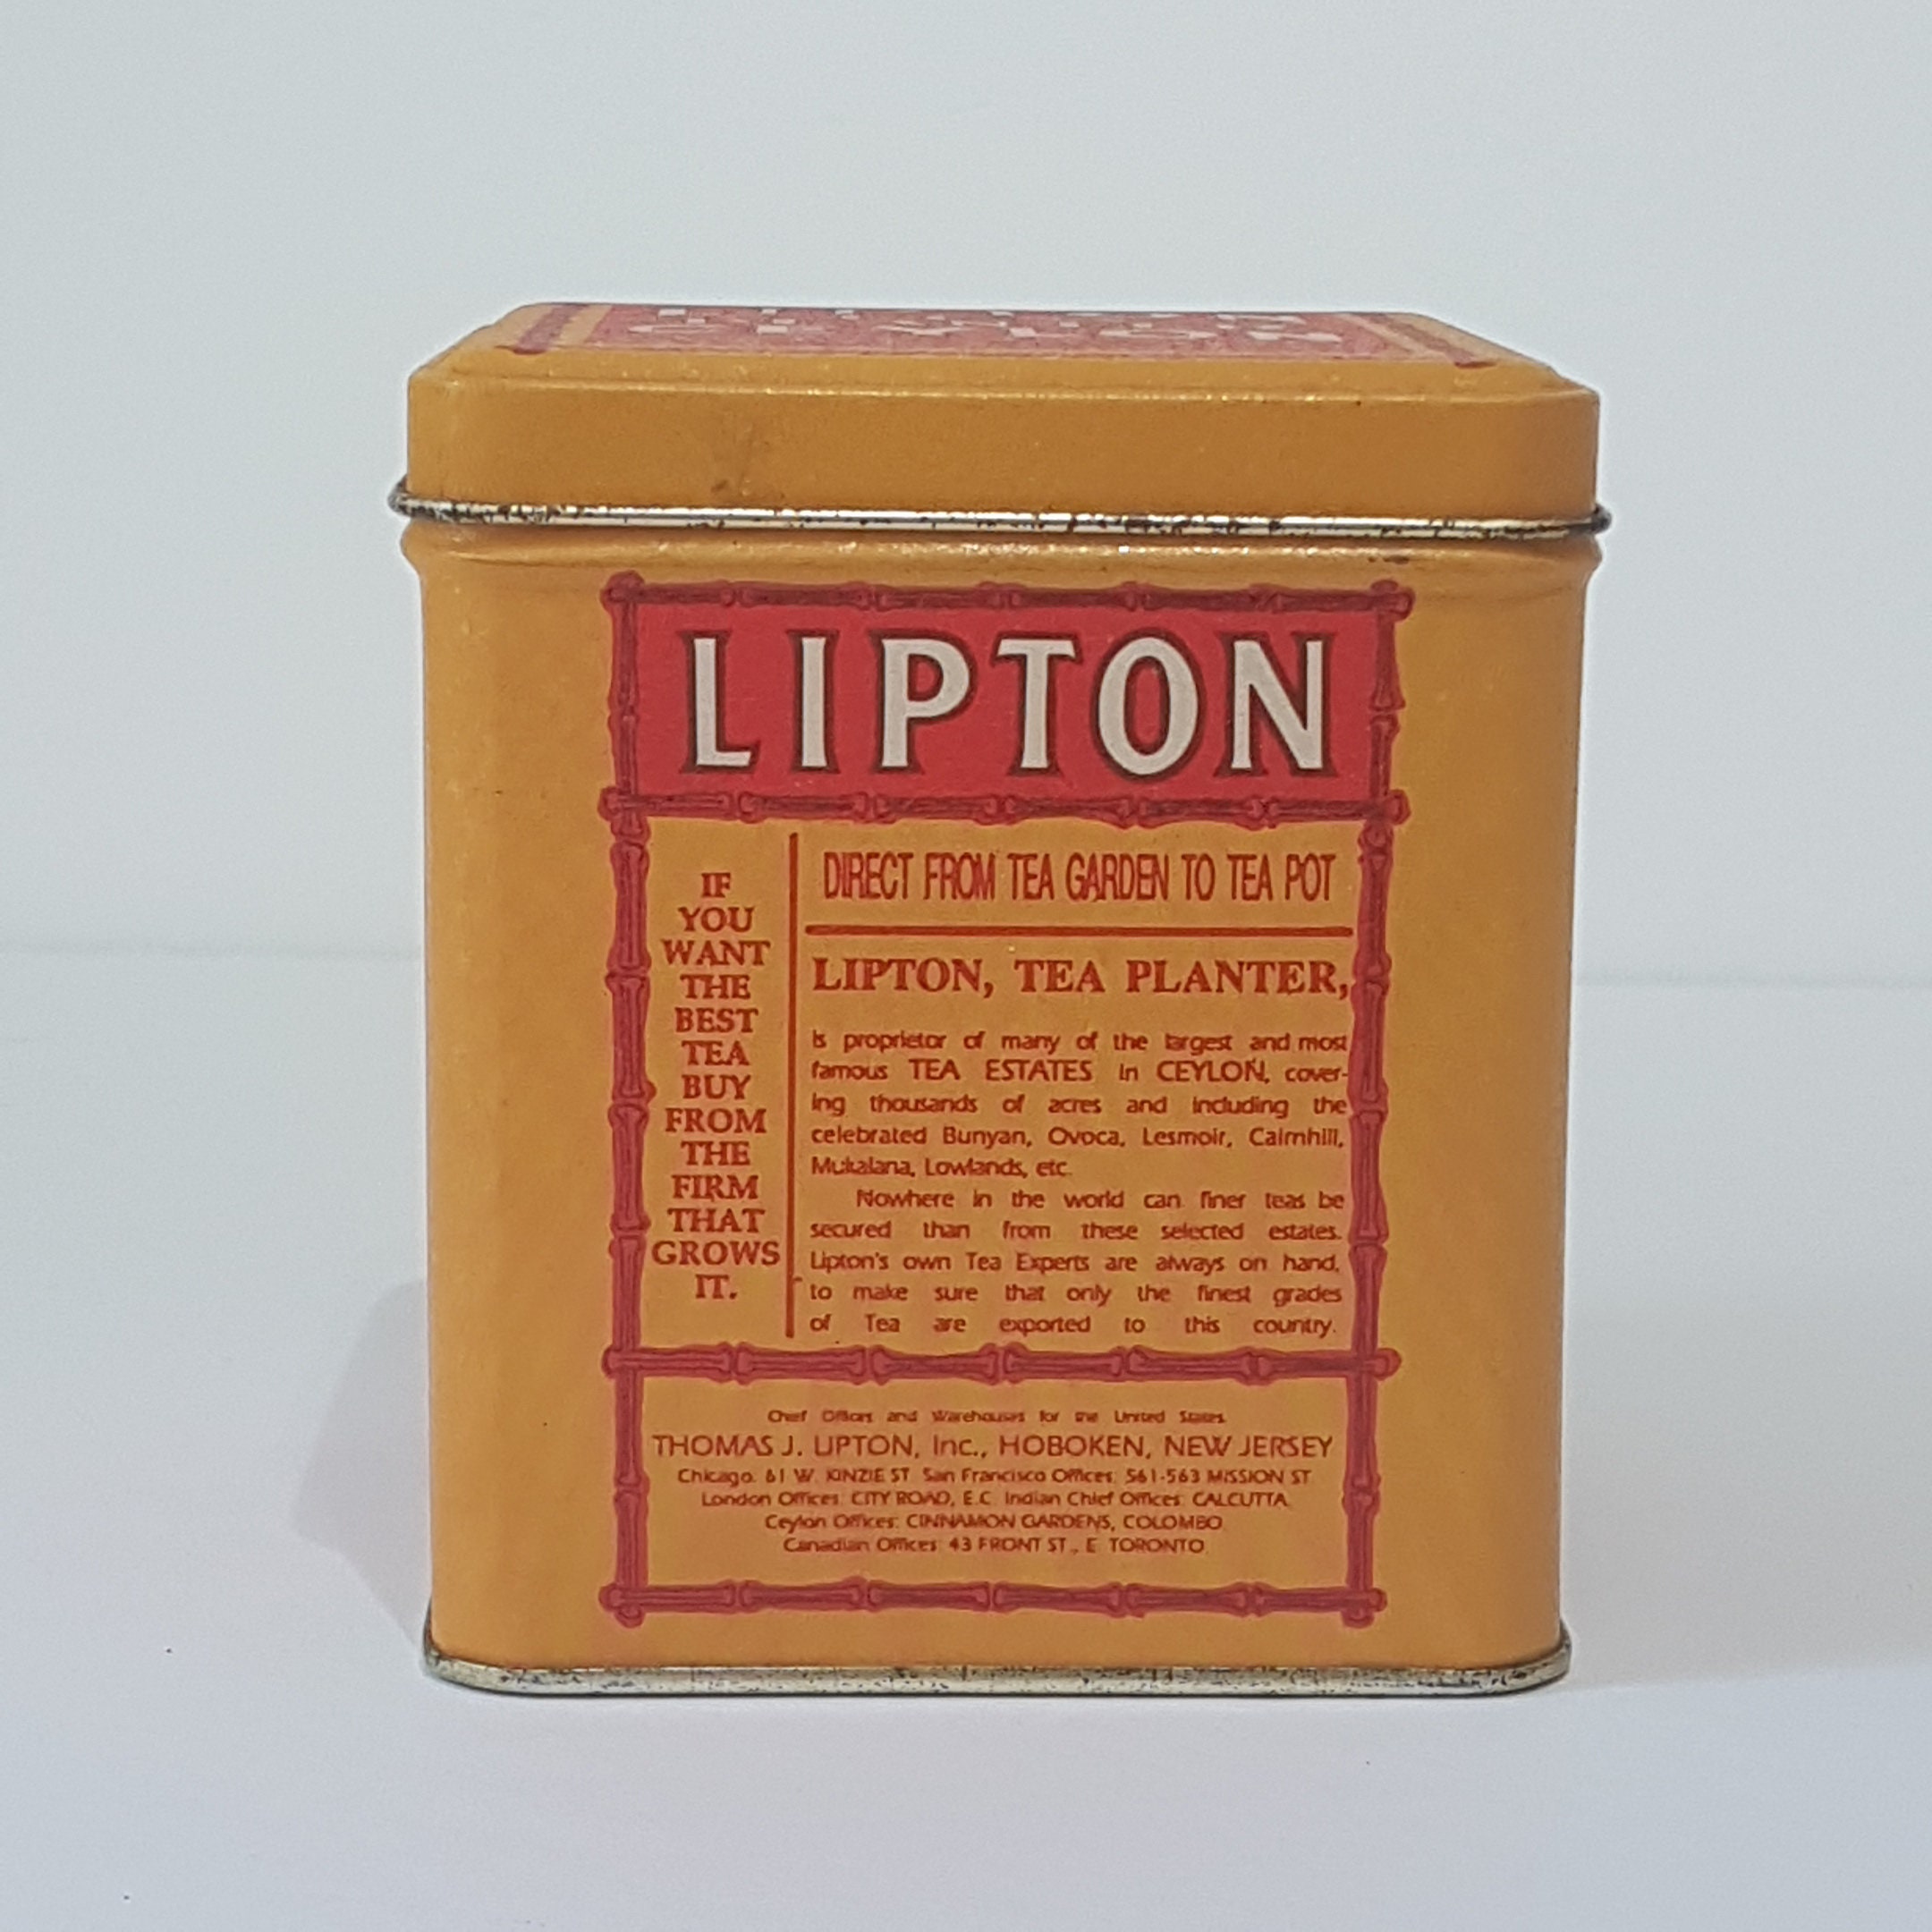 LIPTON
IF
YOU
WANT
THE
BEST
TEA
BUY
FROM
THE
FIRM
THAT
GROWS
IT.
DIRECT FROM TEA GARDEN TO TEA POT
LIPTON, TEA PLANTER,
is proprietor of many of the largest and most
famous TEA ESTATES in CEYLON, cover-
ing thousands of acres and including the
celebrated Bunyan, Ovoca, Lesmoir, Cairnhill,
Mukalana, Lowlands, etc.
Nowhere in the world can finer teas be
secured than from these selected estates.
Lipton's own Tea Experts are always on hand,
to make sure that only the finest grades
of Tea are exported to this country.
Chief Offices and Warehouses for the United States.
THOMAS J. LIPTON, Inc., HOBOKEN, NEW JERSEY
Chicago: 61 W. KINZIE ST. San Francisco Offices: 561-563 MISSION ST.
London Offices: CITY ROAD, E.C. Indian Chief Offices: CALCUTTA.
Ceylon Offices: CINNAMON GARDENS, COLOMBO.
Canadian Offices: 43 FRONT ST., E. TORONTO.